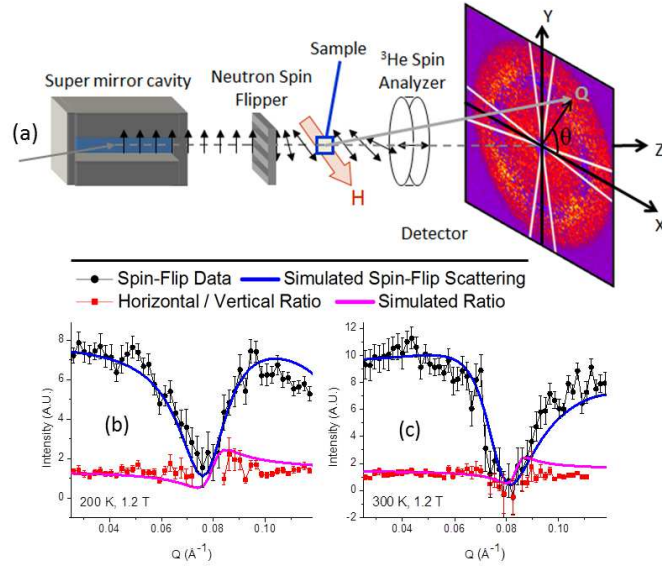 Sample
Super mirror cavity
Neutron Spin
Flipper
³He Spin
Analyzer
Y
Q
(a)
θ
Z
H
X
Detector
Spin-Flip Data
Simulated Spin-Flip Scattering
Horizontal / Vertical Ratio
Simulated Ratio
Intensity (A.U.)
8
6
4
2
0
(b)
200 K, 1.2 T
0.04
0.06
0.08
0.10
Q (Å⁻¹)
Intensity (A.U.)
12
10
8
6
4
2
0
-2
(c)
300 K, 1.2 T
0.04
0.06
0.08
0.10
Q (Å⁻¹)